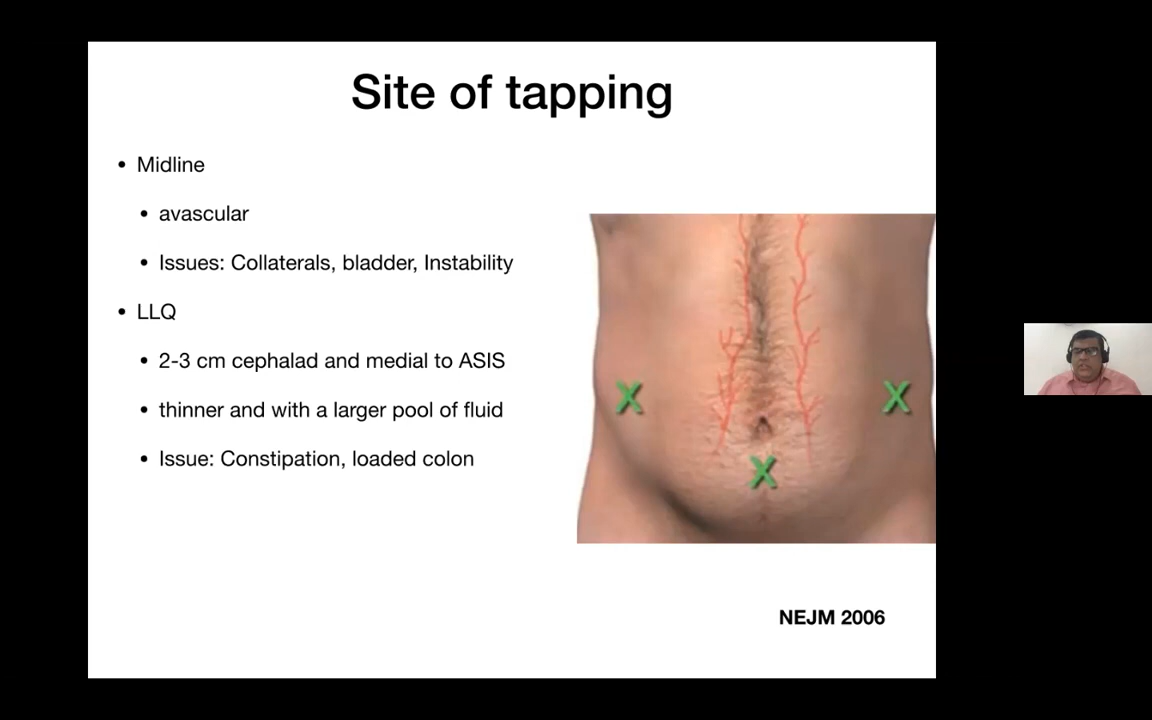 Site of tapping
• Midline
• avascular
• Issues: Collaterals, bladder, Instability
• LLQ
• 2-3 cm cephalad and medial to ASIS
• thinner and with a larger pool of fluid
• Issue: Constipation, loaded colon
X
X
X
NEJM 2006